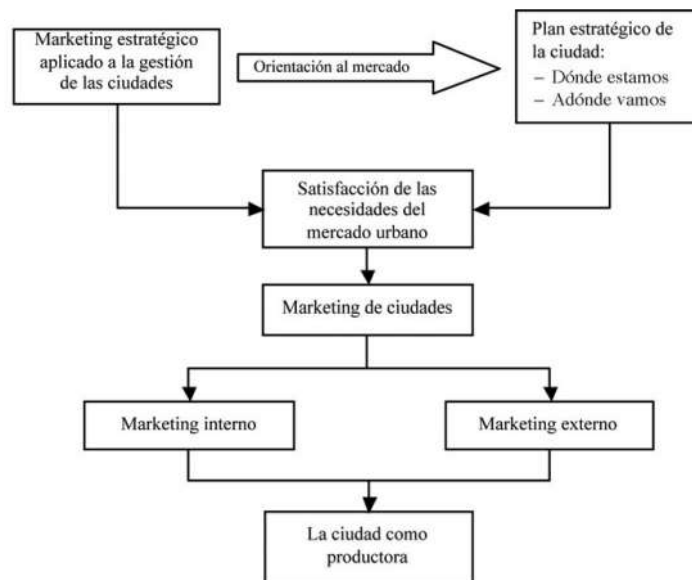 Marketing estratégico
aplicado a la gestión
de las ciudades
Orientación al mercado
Plan estratégico de
la ciudad:
– Dónde estamos
– Adónde vamos
Satisfacción de las
necesidades del
mercado urbano
Marketing de ciudades
Marketing interno
Marketing externo
La ciudad como
productora